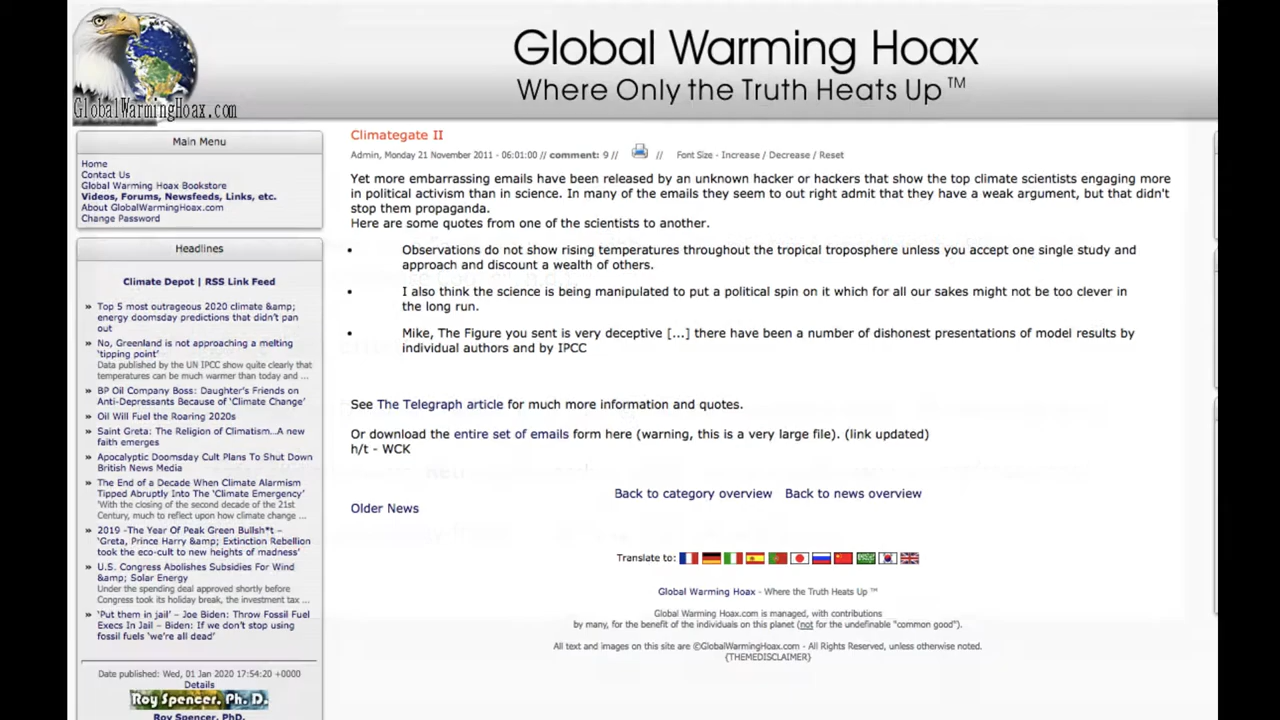 Global Warming Hoax
Where Only the Truth Heats Up™
GlobalWarmingHoax.com
Main Menu
Home
Contact Us
Global Warming Hoax Bookstore
Videos, Forums, Newsfeeds, Links, etc.
About GlobalWarmingHoax.com
Change Password
Headlines
Climate Depot | RSS Link Feed
» Top 5 most outrageous 2020 climate &amp;
energy doomsday predictions that didn't pan
out
» No, Greenland is not approaching a melting
'tipping point'
Data published by the UN IPCC show quite clearly that
temperatures can be much warmer than today and ...
» BP Oil Company Boss: Daughter's Friends on
Anti-Depressants Because of 'Climate Change'
» Oil Will Fuel the Roaring 2020s
» Saint Greta: The Religion of Climatism...A new
faith emerges
» Apocalyptic Doomsday Cult Plans To Shut Down
British News Media
» The End of a Decade When Climate Alarmism
Tipped Abruptly Into The 'Climate Emergency'
'With the closing of the second decade of the 21st
Century, much to reflect upon how climate change ...
» 2019 -The Year Of Peak Green Bullsh*t –
'Greta, Prince Harry &amp; Extinction Rebellion
took the eco-cult to new heights of madness'
» U.S. Congress Abolishes Subsidies For Wind
&amp; Solar Energy
Under the spending deal approved shortly before
Congress took its holiday break, the investment tax ...
» 'Put them in jail' – Joe Biden: Throw Fossil Fuel
Execs In Jail – Biden: If we don't stop using
fossil fuels 'we're all dead'
Date published: Wed, 01 Jan 2020 17:54:20 +0000
Details
Roy Spencer, Ph. D.
Roy Spencer, PhD.
Climategate II
Admin, Monday 21 November 2011 - 06:01:00 // comment: 9 // // Font Size - Increase / Decrease / Reset
Yet more embarrassing emails have been released by an unknown hacker or hackers that show the top climate scientists engaging more
in political activism than in science. In many of the emails they seem to out right admit that they have a weak argument, but that didn't
stop them propaganda.
Here are some quotes from one of the scientists to another.
• Observations do not show rising temperatures throughout the tropical troposphere unless you accept one single study and
approach and discount a wealth of others.
• I also think the science is being manipulated to put a political spin on it which for all our sakes might not be too clever in
the long run.
• Mike, The Figure you sent is very deceptive [...] there have been a number of dishonest presentations of model results by
individual authors and by IPCC
See The Telegraph article for much more information and quotes.
Or download the entire set of emails form here (warning, this is a very large file). (link updated)
h/t - WCK
Back to category overview Back to news overview
Older News
Translate to:
Global Warming Hoax - Where the Truth Heats Up ™
Global Warming Hoax.com is managed, with contributions
by many, for the benefit of the individuals on this planet (not for the undefinable "common good").
All text and images on this site are ©GlobalWarmingHoax.com - All Rights Reserved, unless otherwise noted.
{THEMEDISCLAIMER}